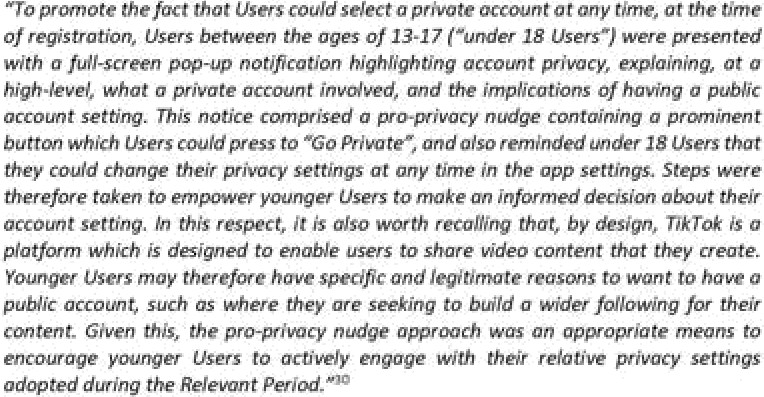 “To promote the fact that Users could select a private account at any time, at the time
of registration, Users between the ages of 13-17 (“under 18 Users”) were presented
with a full-screen pop-up notification highlighting account privacy, explaining, at a
high-level, what a private account involved, and the implications of having a public
account setting. This notice comprised a pro-privacy nudge containing a prominent
button which Users could press to “Go Private”, and also reminded under 18 Users that
they could change their privacy settings at any time in the app settings. Steps were
therefore taken to empower younger Users to make an informed decision about their
account setting. In this respect, it is also worth recalling that, by design, TikTok is a
platform which is designed to enable users to share video content that they create.
Younger Users may therefore have specific and legitimate reasons to want to have a
public account, such as where they are seeking to build a wider following for their
content. Given this, the pro-privacy nudge approach was an appropriate means to
encourage younger Users to actively engage with their relative privacy settings
adopted during the Relevant Period.”30